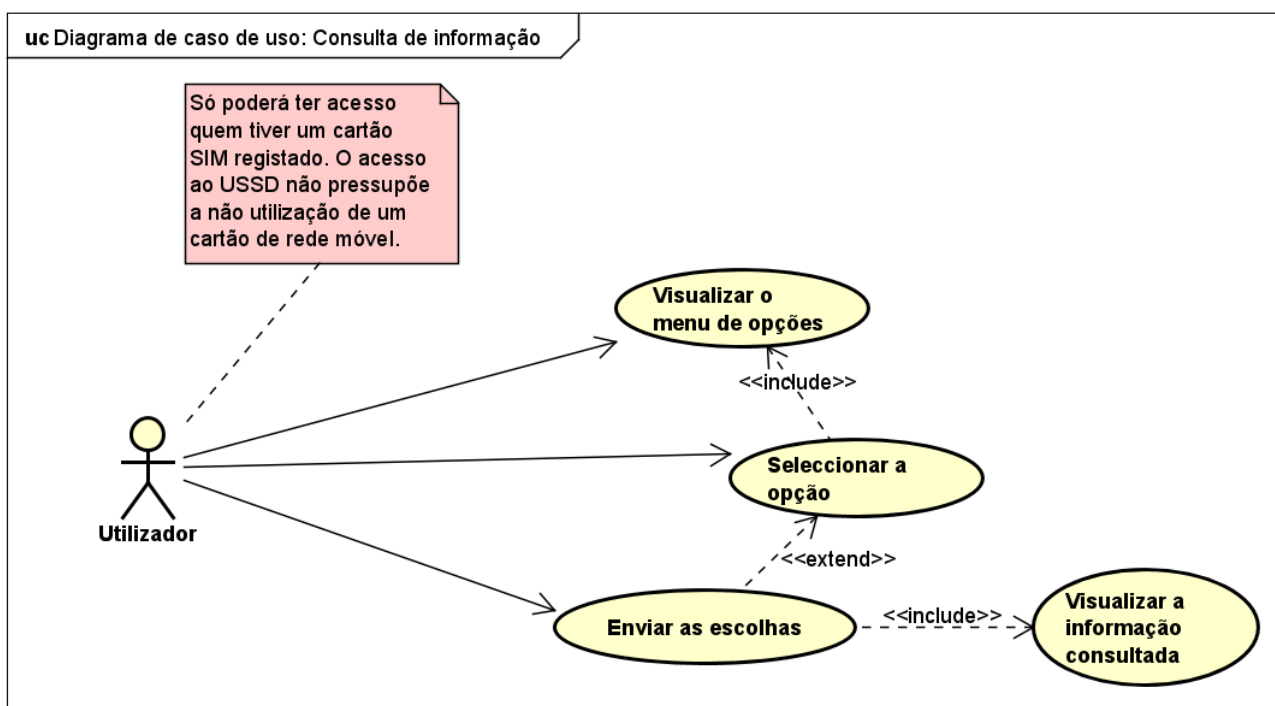 uc Diagrama de caso de uso: Consulta de informação
Só poderá ter acesso
quem tiver um cartão
SIM registado. O acesso
ao USSD não pressupõe
a não utilização de um
cartão de rede móvel.
Visualizar o
menu de opções
<<include>>
Seleccionar a
opção
Utilizador
<<extend>>
Enviar as escolhas
<<include>>
Visualizar a
informação
consultada